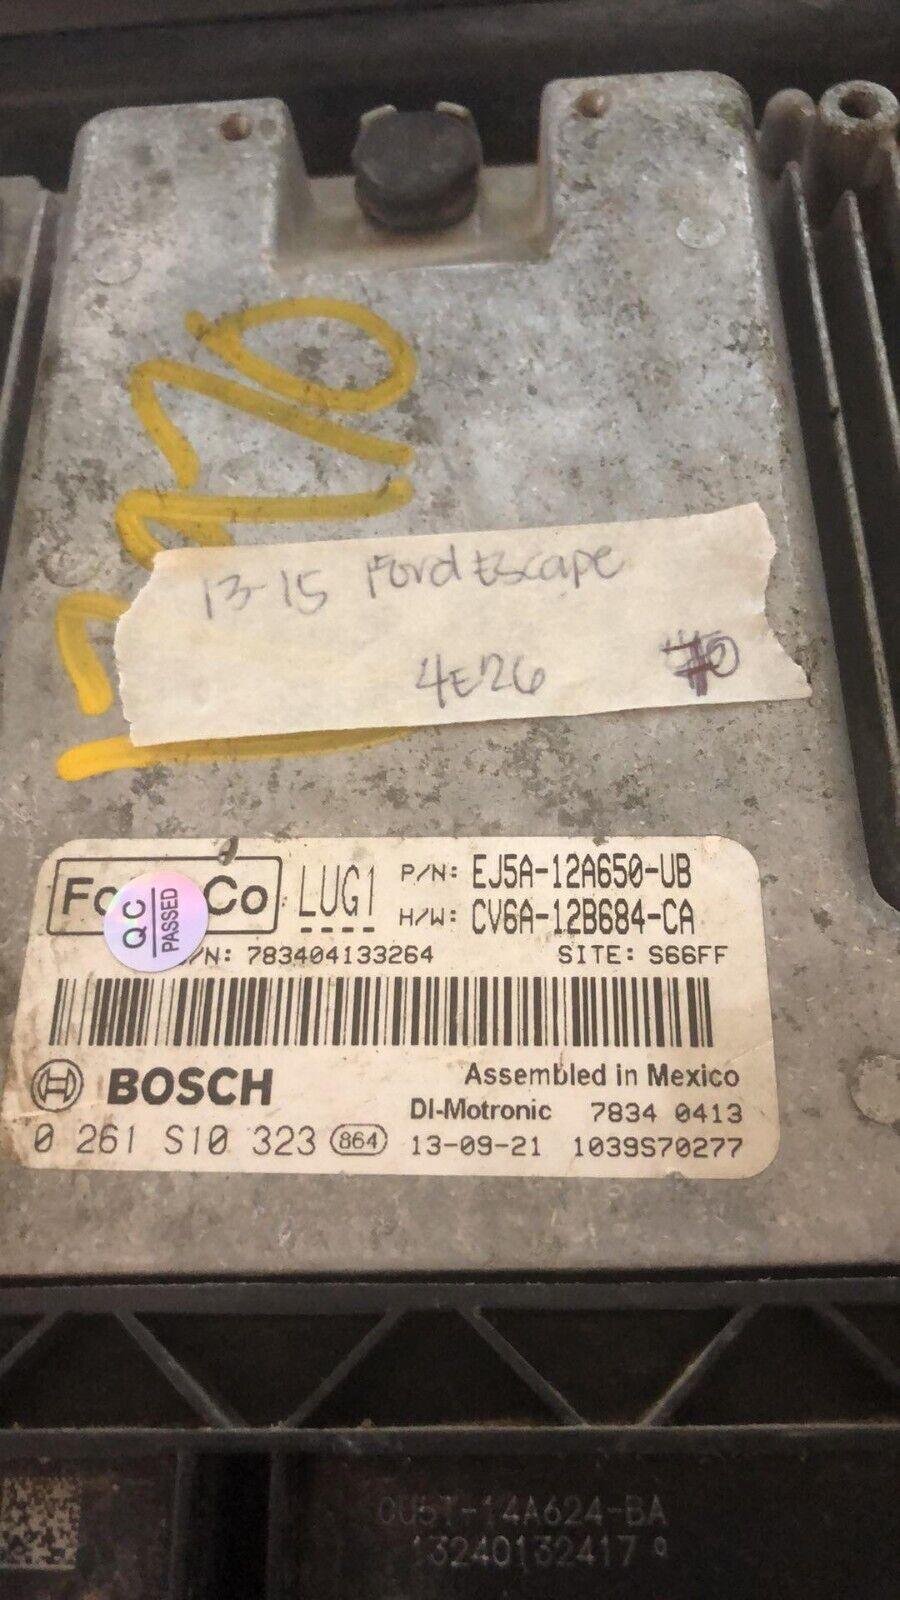 13-15 Ford Escape
4E26
LUG1
P/N: EJ5A-12A650-UB
H/W: CV6A-12B684-CA
QC
PASSED
Co
/N: 783404133264
SITE: S66FF
BOSCH
Assembled in Mexico
DI-Motronic 7834 0413
0 261 S10 323 864 13-09-21 1039S70277
CU5T-14A624-BA
13240132417 9